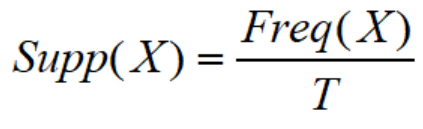 Supp(X) = Freq(X) / T